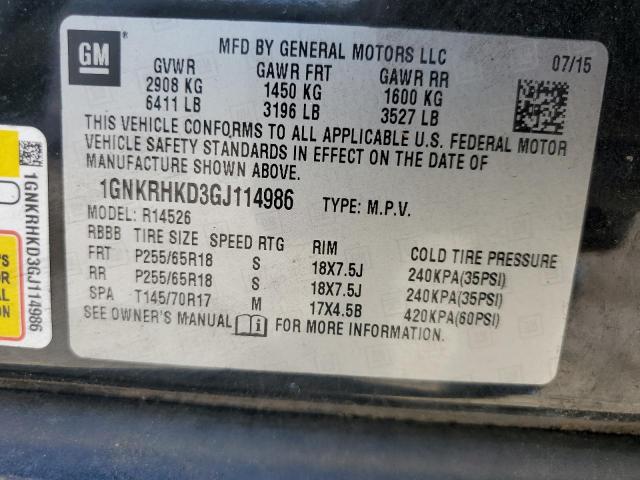 GM
MFD BY GENERAL MOTORS LLC
07/15
GVWR GAWR FRT GAWR RR
2908 KG 1450 KG 1600 KG
6411 LB 3196 LB 3527 LB
THIS VEHICLE CONFORMS TO ALL APPLICABLE U.S. FEDERAL MOTOR
VEHICLE SAFETY STANDARDS IN EFFECT ON THE DATE OF
MANUFACTURE SHOWN ABOVE.
1GNKRHKD3GJ114986 TYPE: M.P.V.
MODEL: R14526
RBBB TIRE SIZE SPEED RTG RIM COLD TIRE PRESSURE
FRT P255/65R18 S 18X7.5J 240KPA(35PSI)
RR P255/65R18 S 18X7.5J 240KPA(35PSI)
SPA T145/70R17 M 17X4.5B 420KPA(60PSI)
SEE OWNER'S MANUAL i FOR MORE INFORMATION.
1GNKRHKD3GJ114986